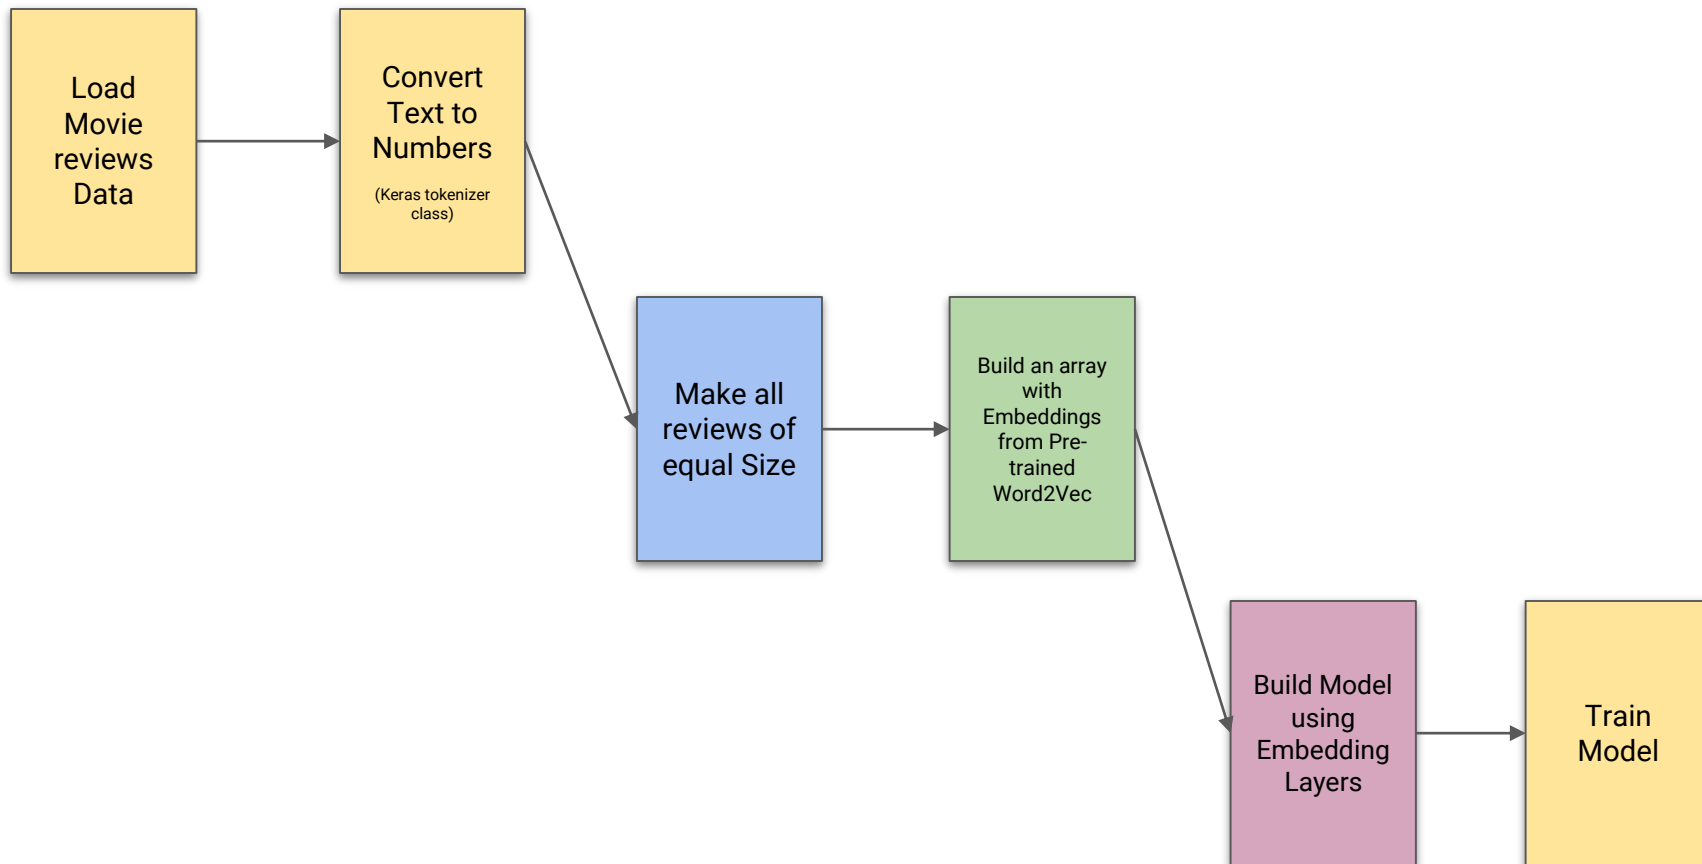 Load
Movie
reviews
Data
Convert
Text to
Numbers
(Keras tokenizer
class)
Make all
reviews of
equal Size
Build an array
with
Embeddings
from Pre-
trained
Word2Vec
Build Model
using
Embedding
Layers
Train
Model